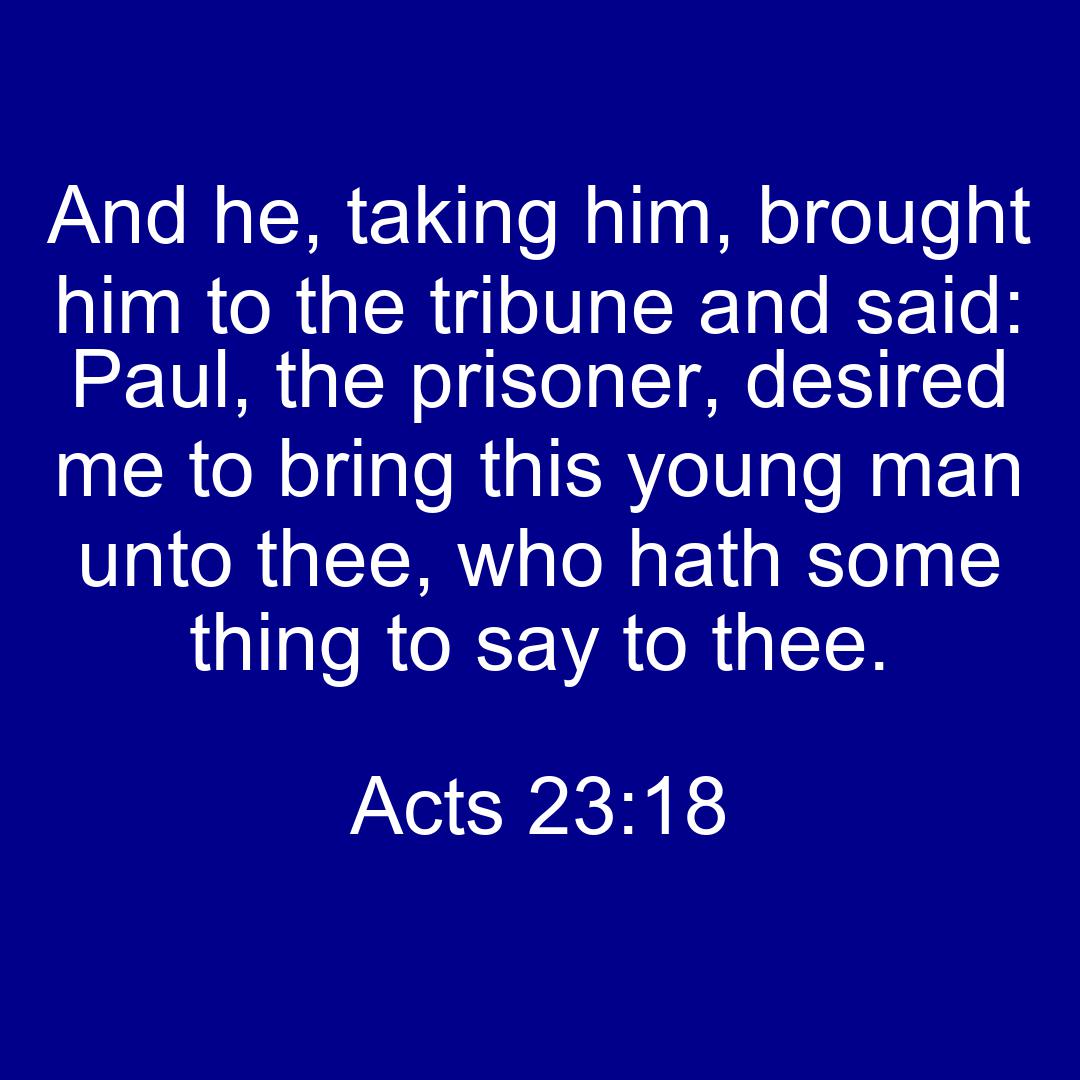 And he, taking him, brought
him to the tribune and said:
Paul, the prisoner, desired
me to bring this young man
unto thee, who hath some
thing to say to thee.
Acts 23:18